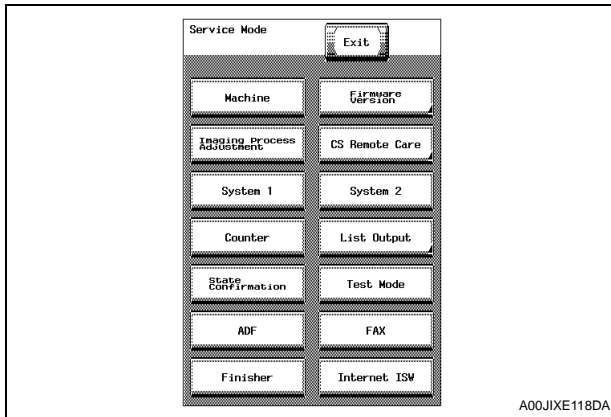 Service Mode
Exit
Machine
Firmware
Version
Imaging Process
Adjustment
CS Remote Care
System 1
System 2
Counter
List Output
State
Confirmation
Test Mode
ADF
FAX
Finisher
Internet ISW
A00JIXE118DA